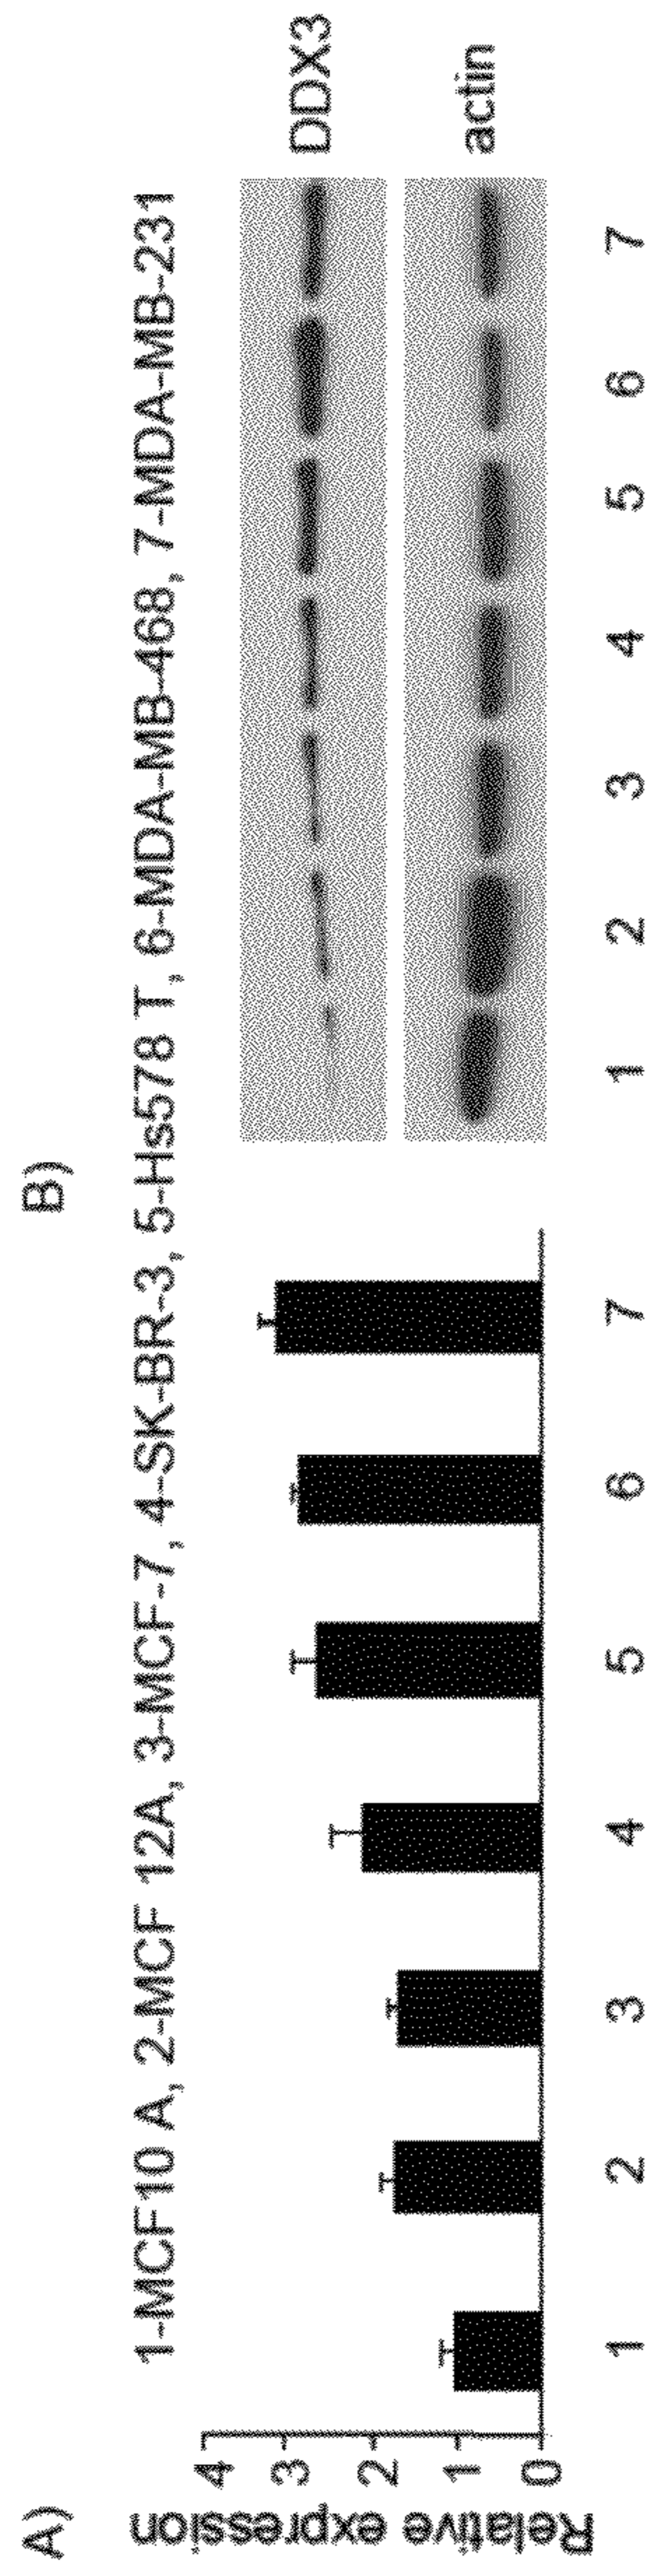 A)
B)
1-MCF10 A, 2-MCF 12A, 3-MCF-7, 4-SK-BR-3, 5-Hs578 T, 6-MDA-MB-468, 7-MDA-MB-231
Relative expression
4
3
2
1
0
1 2 3 4 5 6 7
DDX3
actin
1 2 3 4 5 6 7